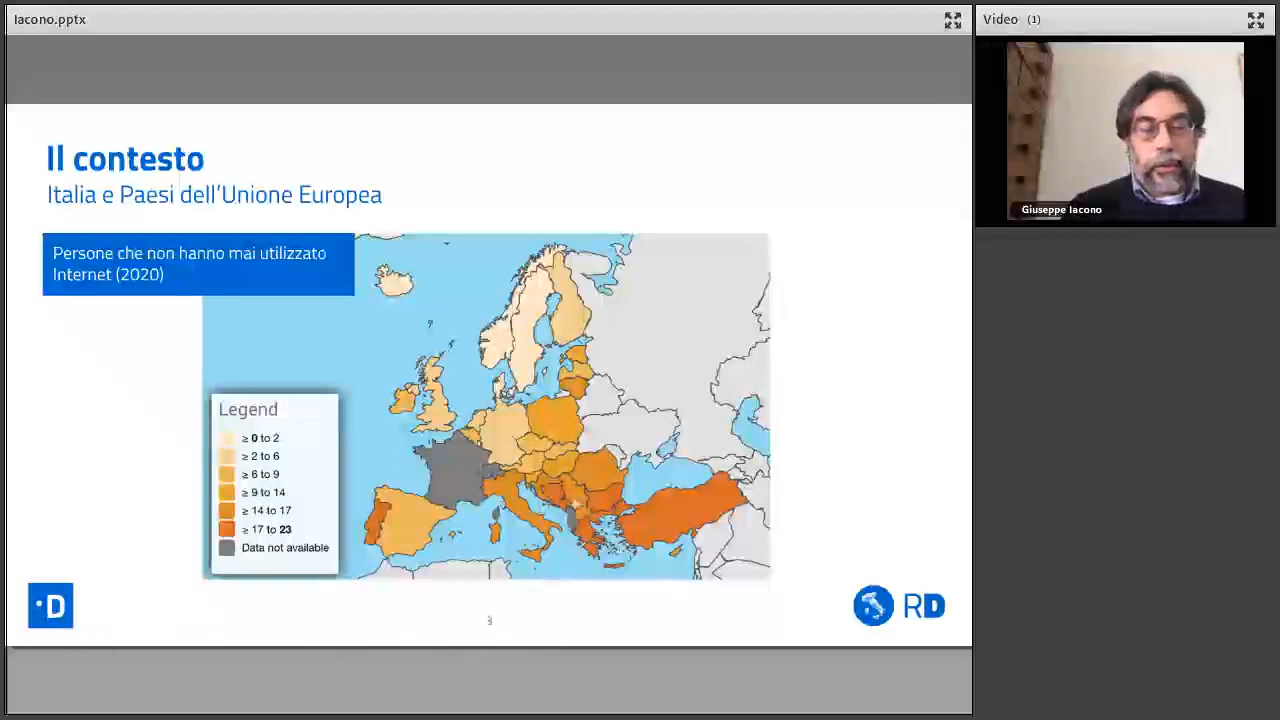 Iacono.pptx
Video (1)
Giuseppe Iacono
Il contesto
Italia e Paesi dell'Unione Europea
Persone che non hanno mai utilizzato
Internet (2020)
Legend
≥ 0 to 2
≥ 2 to 6
≥ 6 to 9
≥ 9 to 14
≥ 14 to 17
≥ 17 to 23
Data not available
·D
RD